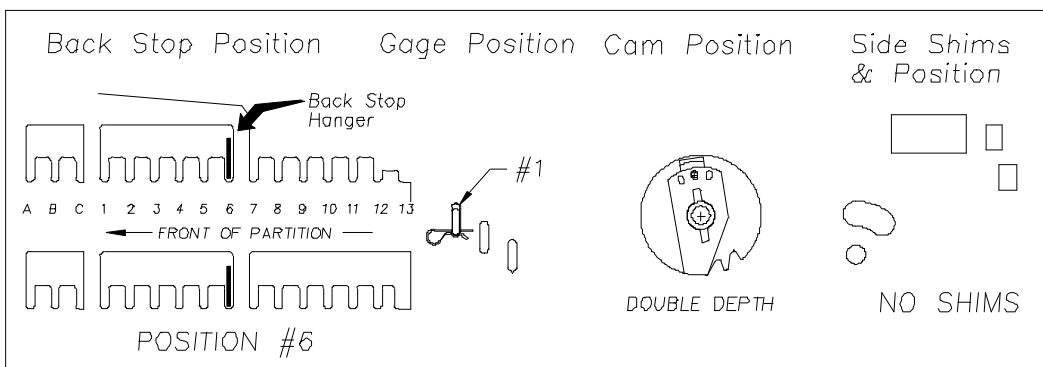 Back Stop Position
Gage Position
Cam Position
Side Shims
& Position
Back Stop
Hanger
#1
A B C 1 2 3 4 5 6 7 8 9 10 11 12 13
FRONT OF PARTITION
DOUBLE DEPTH
NO SHIMS
POSITION #6